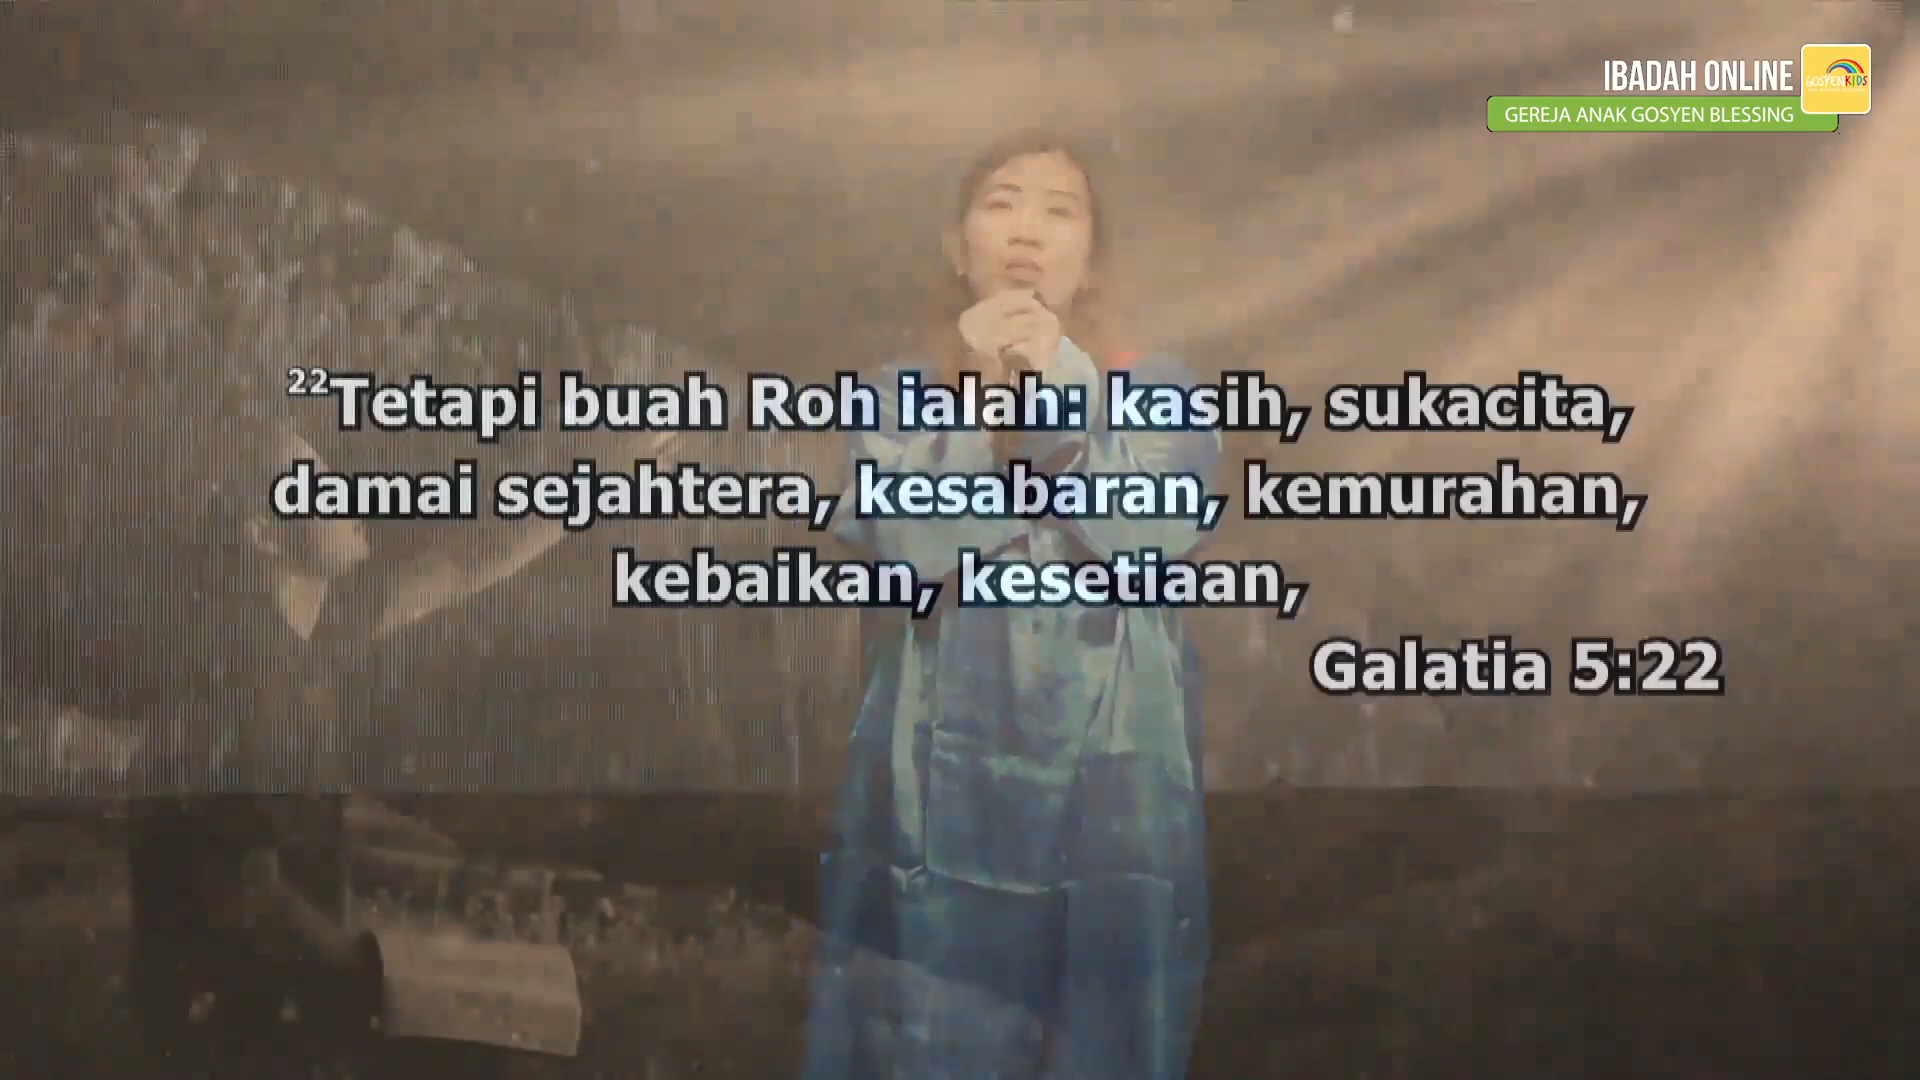 IBADAH ONLINE
GOSYENKIDS
GEREJA ANAK GOSYEN BLESSING
²²Tetapi buah Roh ialah: kasih, sukacita,
damai sejahtera, kesabaran, kemurahan,
kebaikan, kesetiaan,
Galatia 5:22